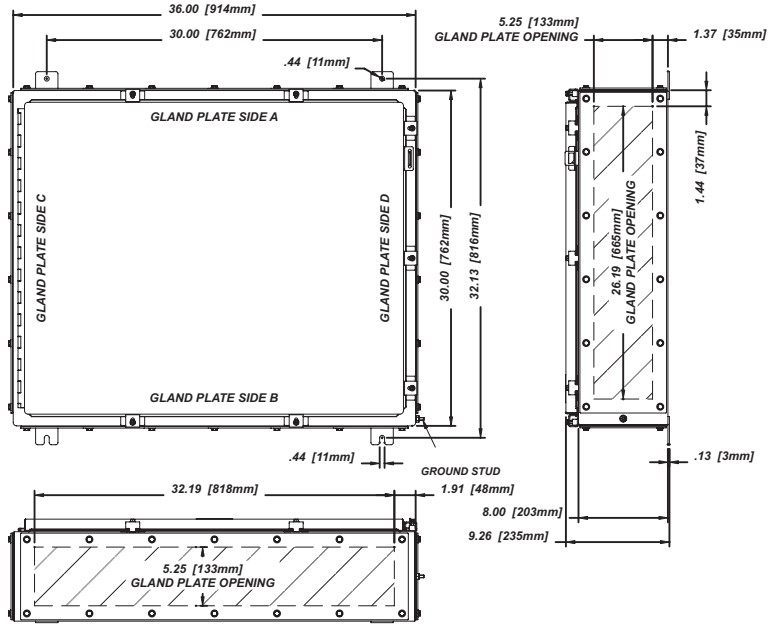 36.00 [914mm]
30.00 [762mm]
.44 [11mm]
5.25 [133mm]
GLAND PLATE OPENING
1.37 [35mm]
GLAND PLATE SIDE A
GLAND PLATE SIDE C
GLAND PLATE SIDE D
30.00 [762mm]
32.13 [816mm]
26.19 [665mm]
GLAND PLATE OPENING
1.44 [37mm]
GLAND PLATE SIDE B
.44 [11mm]
GROUND STUD
.13 [3mm]
32.19 [818mm]
1.91 [48mm]
8.00 [203mm]
9.26 [235mm]
5.25 [133mm]
GLAND PLATE OPENING